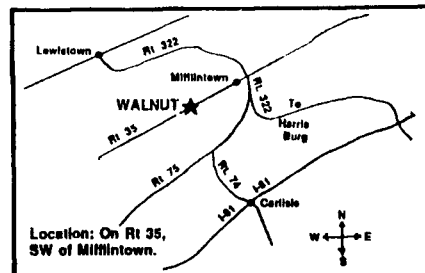 Lewistown
Rt 322
Mifflintown
WALNUT
Rt. 322
To
Harris
Burg
Rt 35
Rt 75
Rt. 74
I-81
I-81
Carlisle
Location: On Rt 35,
SW of Mifflintown.
N
W
E
S